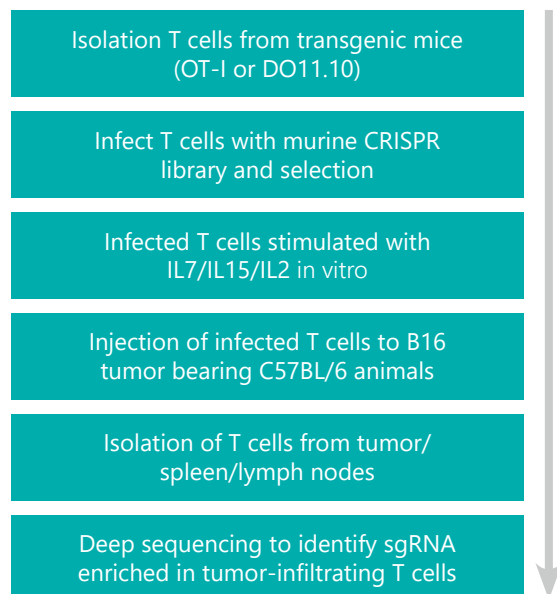 Isolation T cells from transgenic mice
(OT-I or DO11.10)
Infect T cells with murine CRISPR
library and selection
Infected T cells stimulated with
IL7/IL15/IL2 in vitro
Injection of infected T cells to B16
tumor bearing C57BL/6 animals
Isolation of T cells from tumor/
spleen/lymph nodes
Deep sequencing to identify sgRNA
enriched in tumor-infiltrating T cells